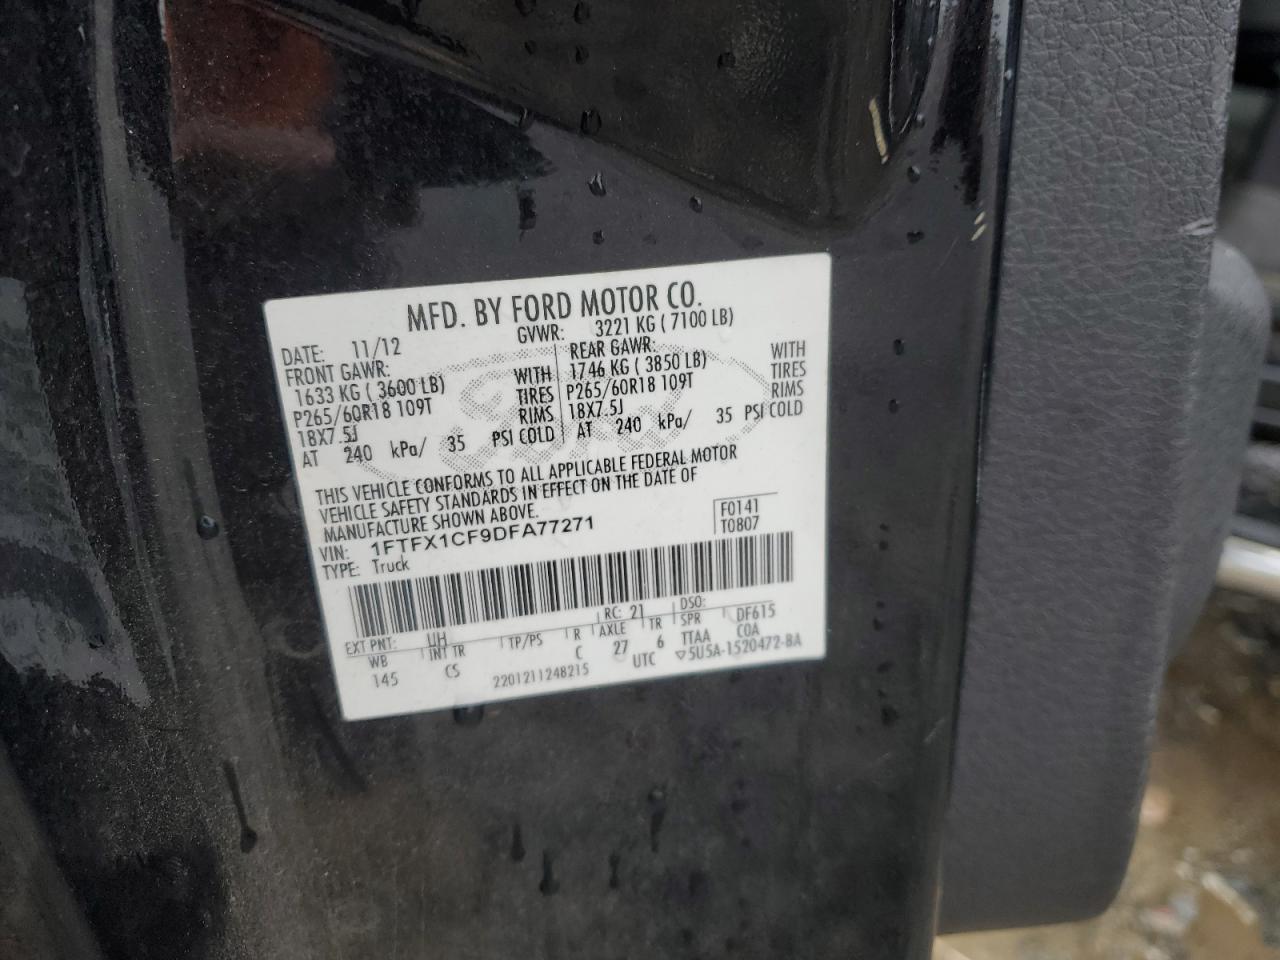 MFD. BY FORD MOTOR CO.
DATE: 11/12 GVWR: 3221 KG ( 7100 LB)
FRONT GAWR: REAR GAWR:
1633 KG ( 3600 LB) WITH 1746 KG ( 3850 LB) WITH
P265/60R18 109T TIRES P265/60R18 109T TIRES
18X7.5J RIMS 18X7.5J RIMS
AT 240 kPa/ 35 PSI COLD AT 240 kPa/ 35 PSI COLD
THIS VEHICLE CONFORMS TO ALL APPLICABLE FEDERAL MOTOR
VEHICLE SAFETY STANDARDS IN EFFECT ON THE DATE OF
MANUFACTURE SHOWN ABOVE.
VIN: 1FTFX1CF9DFA77271 F0141
TYPE: Truck T0807
EXT PNT: UH RC: 21 DSO:
WB INT TR TP/PS R AXLE TR SPR DF615
145 CS C 27 6 TTAA COA
2201211248215 UTC ▽5U5A-1520472-BA